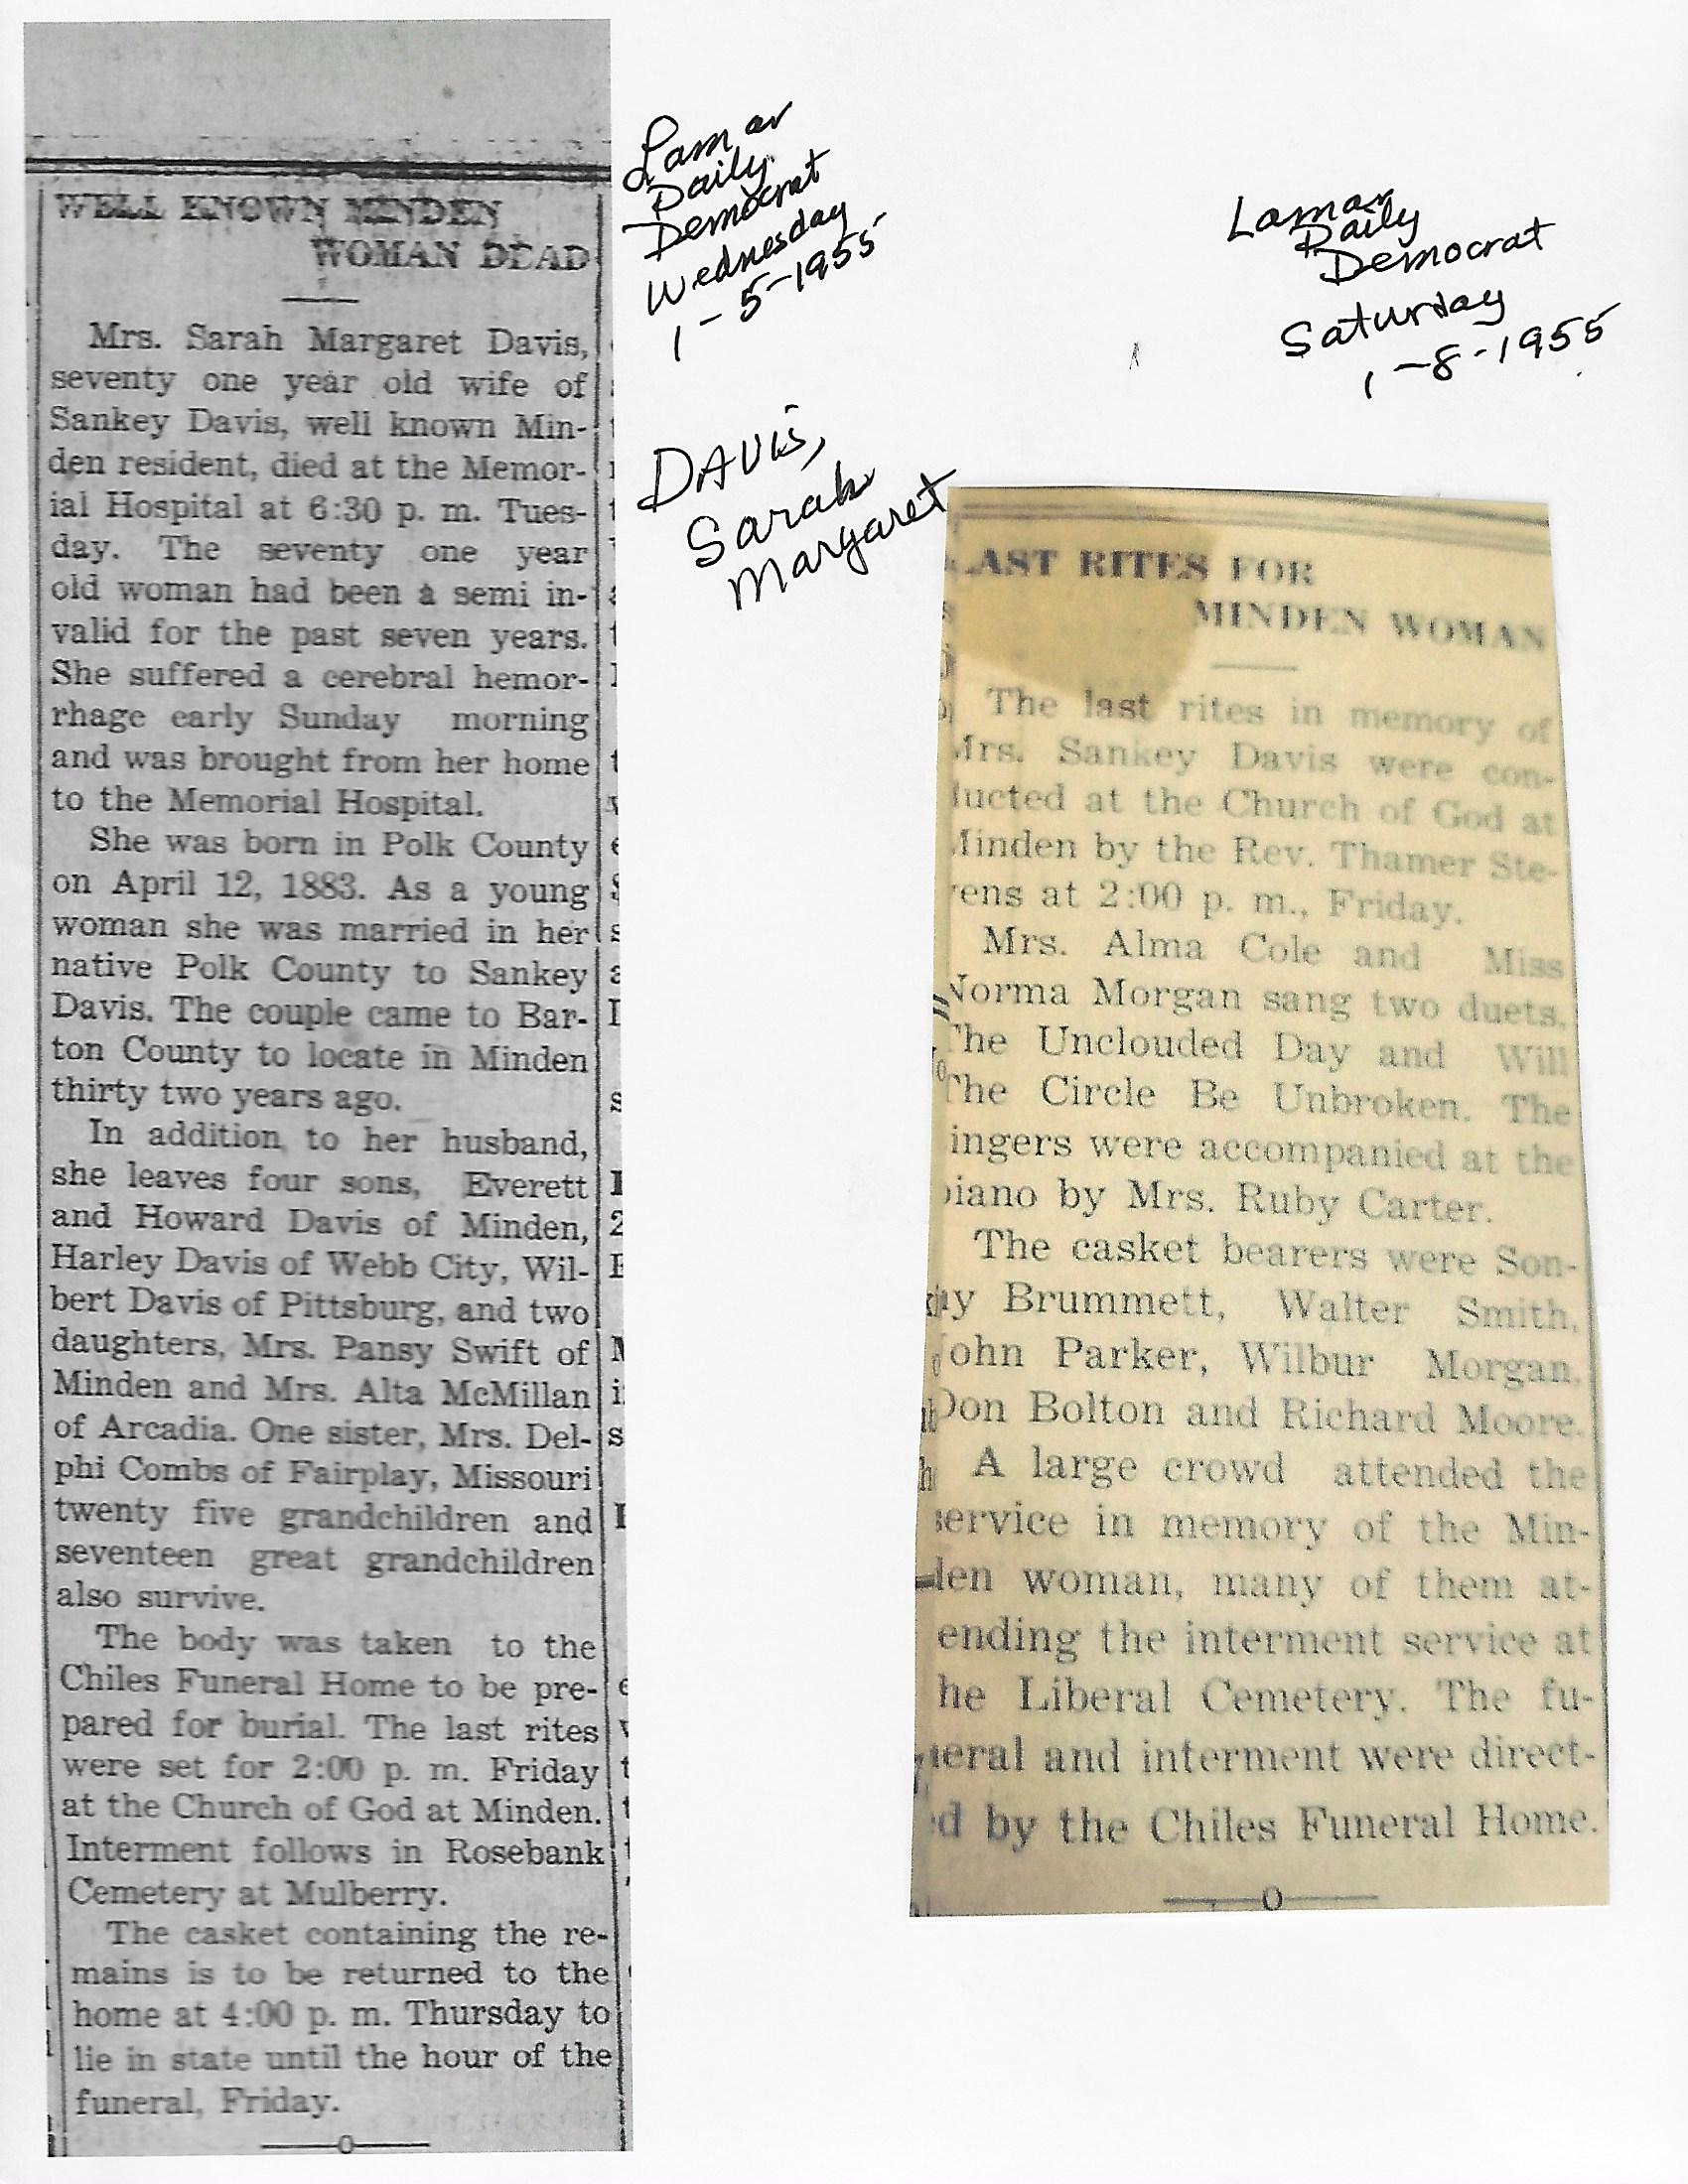 WELL KNOWN MINDEN
WOMAN DEAD
Mrs. Sarah Margaret Davis,
seventy one year old wife of
Sankey Davis, well known Min-
den resident, died at the Memor-
ial Hospital at 6:30 p. m. Tues-
day. The seventy one year
old woman had been a semi in-
valid for the past seven years.
She suffered a cerebral hemor-
rhage early Sunday morning
and was brought from her home
to the Memorial Hospital.
She was born in Polk County
on April 12, 1883. As a young
woman she was married in her
native Polk County to Sankey
Davis. The couple came to Bar-
ton County to locate in Minden
thirty two years ago.
In addition to her husband,
she leaves four sons, Everett
and Howard Davis of Minden,
Harley Davis of Webb City, Wil-
bert Davis of Pittsburg, and two
daughters, Mrs. Pansy Swift of
Minden and Mrs. Alta McMillan
of Arcadia. One sister, Mrs. Del-
phi Combs of Fairplay, Missouri
twenty five grandchildren and
seventeen great grandchildren
also survive.
The body was taken to the
Chiles Funeral Home to be pre-
pared for burial. The last rites
were set for 2:00 p. m. Friday
at the Church of God at Minden.
Interment follows in Rosebank
Cemetery at Mulberry.
The casket containing the re-
mains is to be returned to the
home at 4:00 p. m. Thursday to
lie in state until the hour of the
funeral, Friday.
Lamar
Daily
Democrat
Wednesday
1-5-1955
DAVIS,
Sarah
Margaret
Lamar
Daily
Democrat
Saturday
1-8-1955
LAST RITES FOR
MINDEN WOMAN
The last rites in memory of
Mrs. Sankey Davis were con-
ducted at the Church of God at
Minden by the Rev. Thamer Ste-
vens at 2:00 p. m., Friday.
Mrs. Alma Cole and Miss
Norma Morgan sang two duets,
The Unclouded Day and Will
The Circle Be Unbroken. The
ingers were accompanied at the
piano by Mrs. Ruby Carter.
The casket bearers were Son-
ny Brummett, Walter Smith,
John Parker, Wilbur Morgan,
Don Bolton and Richard Moore.
A large crowd attended the
service in memory of the Min-
den woman, many of them at-
ending the interment service at
he Liberal Cemetery. The fu-
neral and interment were direct-
ed by the Chiles Funeral Home.